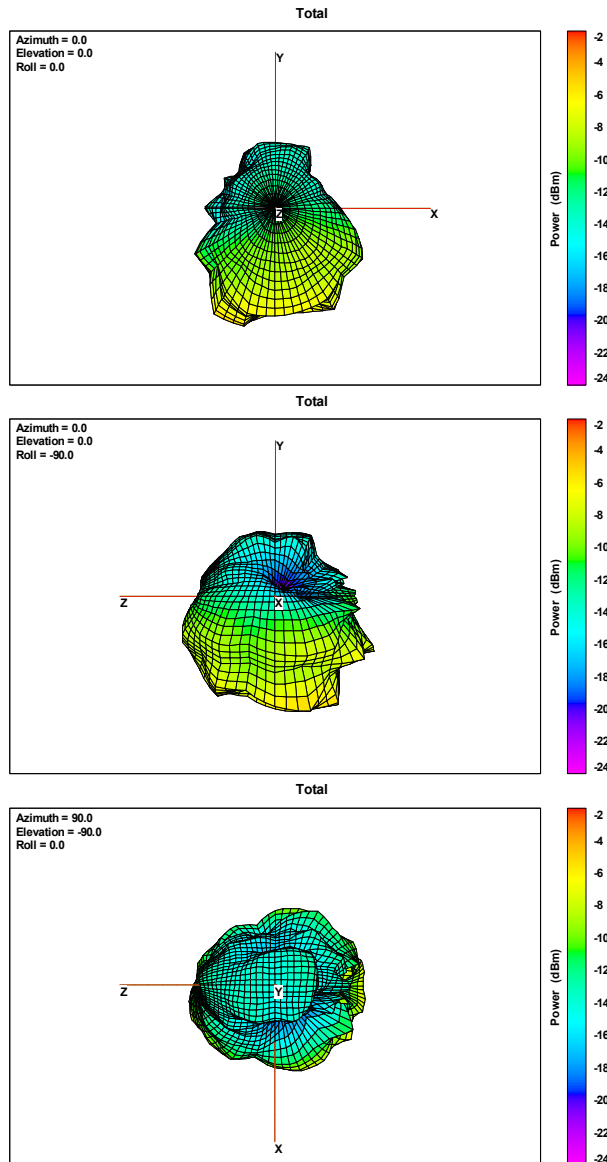 Total
Azimuth = 0.0
Elevation = 0.0
Roll = 0.0
Y
Z
X
-2
-4
-6
-8
-10
-12
-14
-16
-18
-20
-22
-24
Power (dBm)
Total
Azimuth = 0.0
Elevation = 0.0
Roll = -90.0
Y
Z
X
-2
-4
-6
-8
-10
-12
-14
-16
-18
-20
-22
-24
Power (dBm)
Total
Azimuth = 90.0
Elevation = -90.0
Roll = 0.0
Z
Y
X
-2
-4
-6
-8
-10
-12
-14
-16
-18
-20
-22
-24
Power (dBm)